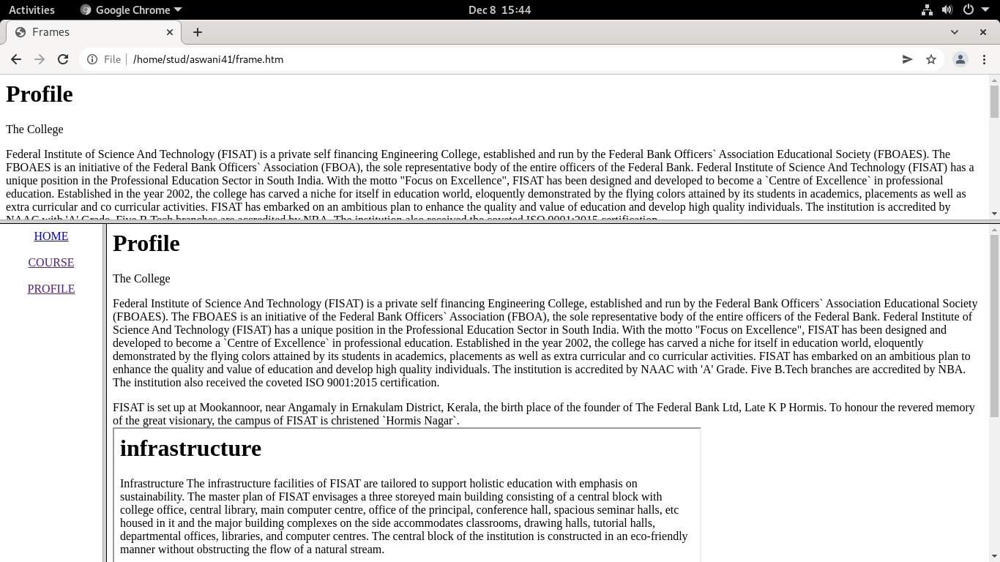 Activities
Google Chrome
Dec 8 15:44
Frames
File
/home/stud/aswani41/frame.htm
Profile
The College
Federal Institute of Science And Technology (FISAT) is a private self financing Engineering College, established and run by the Federal Bank Officers` Association Educational Society (FBOAES). The
FBOAES is an initiative of the Federal Bank Officers` Association (FBOA), the sole representative body of the entire officers of the Federal Bank. Federal Institute of Science And Technology (FISAT) has a
unique position in the Professional Education Sector in South India. With the motto "Focus on Excellence", FISAT has been designed and developed to become a `Centre of Excellence` in professional
education. Established in the year 2002, the college has carved a niche for itself in education world, eloquently demonstrated by the flying colors attained by its students in academics, placements as well as
extra curricular and co curricular activities. FISAT has embarked on an ambitious plan to enhance the quality and value of education and develop high quality individuals. The institution is accredited by
NAAC with 'A' Grade. Five B.Tech branches are accredited by NBA. The institution also received the coveted ISO 9001:2015 certification.
HOME
COURSE
PROFILE
Profile
The College
Federal Institute of Science And Technology (FISAT) is a private self financing Engineering College, established and run by the Federal Bank Officers` Association Educational Society
(FBOAES). The FBOAES is an initiative of the Federal Bank Officers` Association (FBOA), the sole representative body of the entire officers of the Federal Bank. Federal Institute of
Science And Technology (FISAT) has a unique position in the Professional Education Sector in South India. With the motto "Focus on Excellence", FISAT has been designed and
developed to become a `Centre of Excellence` in professional education. Established in the year 2002, the college has carved a niche for itself in education world, eloquently
demonstrated by the flying colors attained by its students in academics, placements as well as extra curricular and co curricular activities. FISAT has embarked on an ambitious plan to
enhance the quality and value of education and develop high quality individuals. The institution is accredited by NAAC with 'A' Grade. Five B.Tech branches are accredited by NBA.
The institution also received the coveted ISO 9001:2015 certification.
FISAT is set up at Mookannoor, near Angamaly in Ernakulam District, Kerala, the birth place of the founder of The Federal Bank Ltd, Late K P Hormis. To honour the revered memory
of the great visionary, the campus of FISAT is christened `Hormis Nagar`.
infrastructure
Infrastructure The infrastructure facilities of FISAT are tailored to support holistic education with emphasis on
sustainability. The master plan of FISAT envisages a three storeyed main building consisting of a central block with
college office, central library, main computer centre, office of the principal, conference hall, spacious seminar halls, etc
housed in it and the major building complexes on the side accommodates classrooms, drawing halls, tutorial halls,
departmental offices, libraries, and computer centres. The central block of the institution is constructed in an eco-friendly
manner without obstructing the flow of a natural stream.